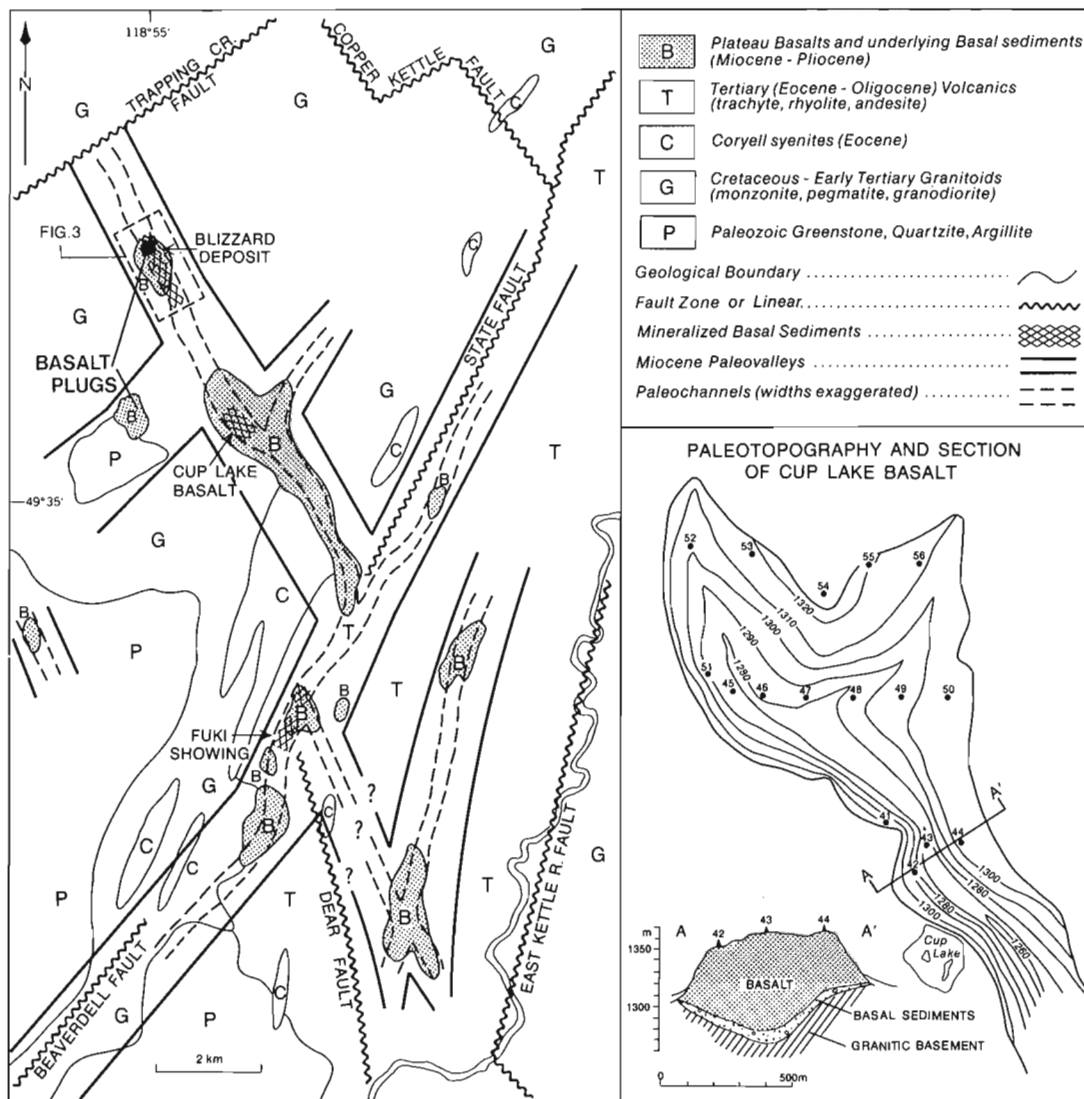 118°55'
N
TRAPPING CR.
FAULT
COPPER
KETTLE
FAULT
G
G
G
C
T
FIG.3
BLIZZARD
DEPOSIT
B
C
STATE FAULT
G
BASALT
PLUGS
B
P
B
CUP LAKE
BASALT
G
C
T
B
49°35'
G
C
T
B
P
B
T
B
FUKI
SHOWING
B
B
G
B
C
C
?
?
?
C
T
B
T
G
P
DEAR
FAULT
EAST KETTLE R. FAULT
BEAVERDELL FAULT
G
P
C
2 km
B Plateau Basalts and underlying Basal sediments
(Miocene - Pliocene)
T Tertiary (Eocene - Oligocene) Volcanics
(trachyte, rhyolite, andesite)
C Coryell syenites (Eocene)
G Cretaceous - Early Tertiary Granitoids
(monzonite, pegmatite, granodiorite)
P Paleozoic Greenstone, Quartzite, Argillite
Geological Boundary
Fault Zone or Linear
Mineralized Basal Sediments
Miocene Paleovalleys
Paleochannels (widths exaggerated)
PALEOTOPOGRAPHY AND SECTION
OF CUP LAKE BASALT
52
53
54
55
56
1320
1310
1300
1290
1280
51
45
46
47
48
49
50
41
43
44
42
A
A'
1300
1280
1300
1280
1260
Cup
Lake
m
A
42
43
44
A'
1350
1300
BASALT
BASAL SEDIMENTS
GRANITIC BASEMENT
0
500m